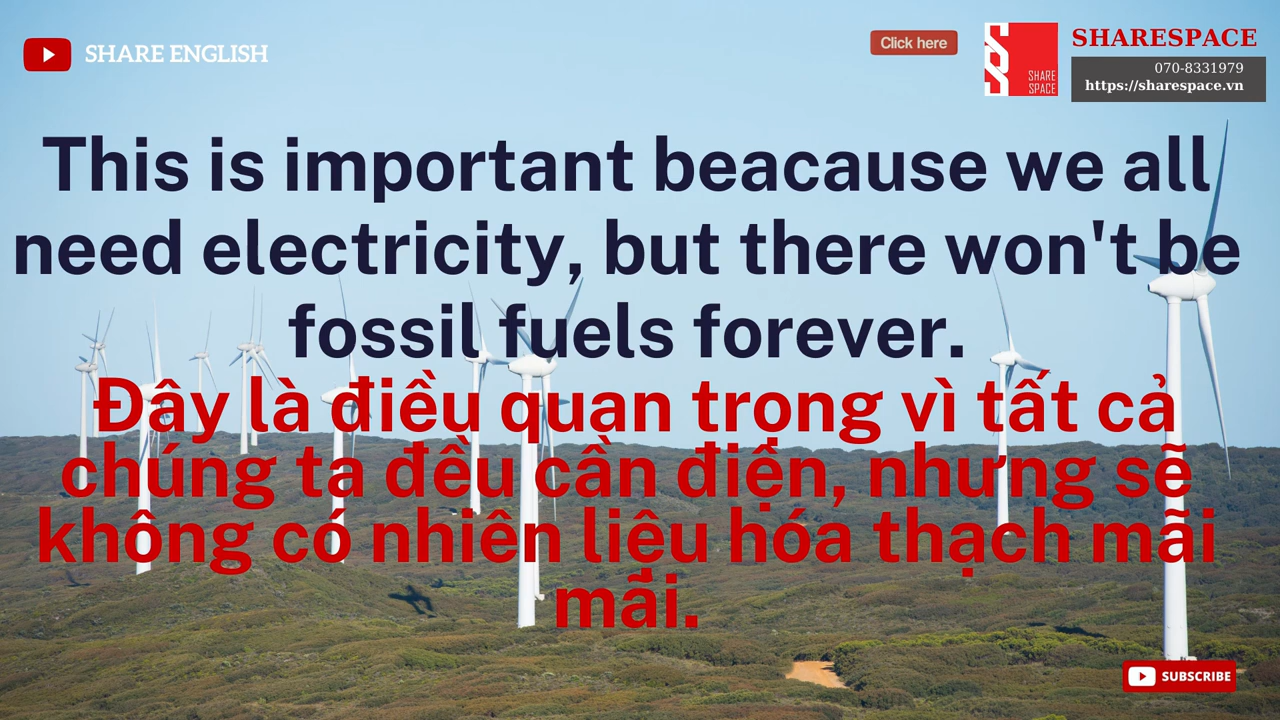 SHARE ENGLISH
Click here
SHARE
SPACE
SHARESPACE
070-8331979
https://sharespace.vn
This is important beacause we all
need electricity, but there won't be
fossil fuels forever.
Đây là điều quan trọng vì tất cả
chúng ta đều cần điện, nhưng sẽ
không có nhiên liệu hóa thạch mãi
mãi.
SUBSCRIBE